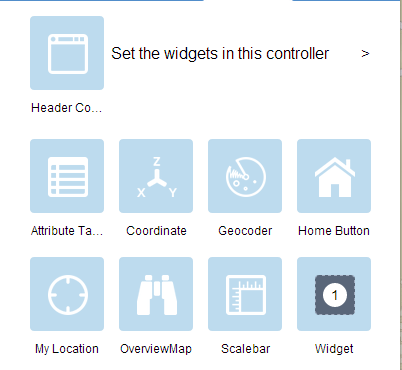 Set the widgets in this controller >
Header Co...
Z
X Y
Attribute Ta... Coordinate Geocoder Home Button
1
My Location OverviewMap Scalebar Widget